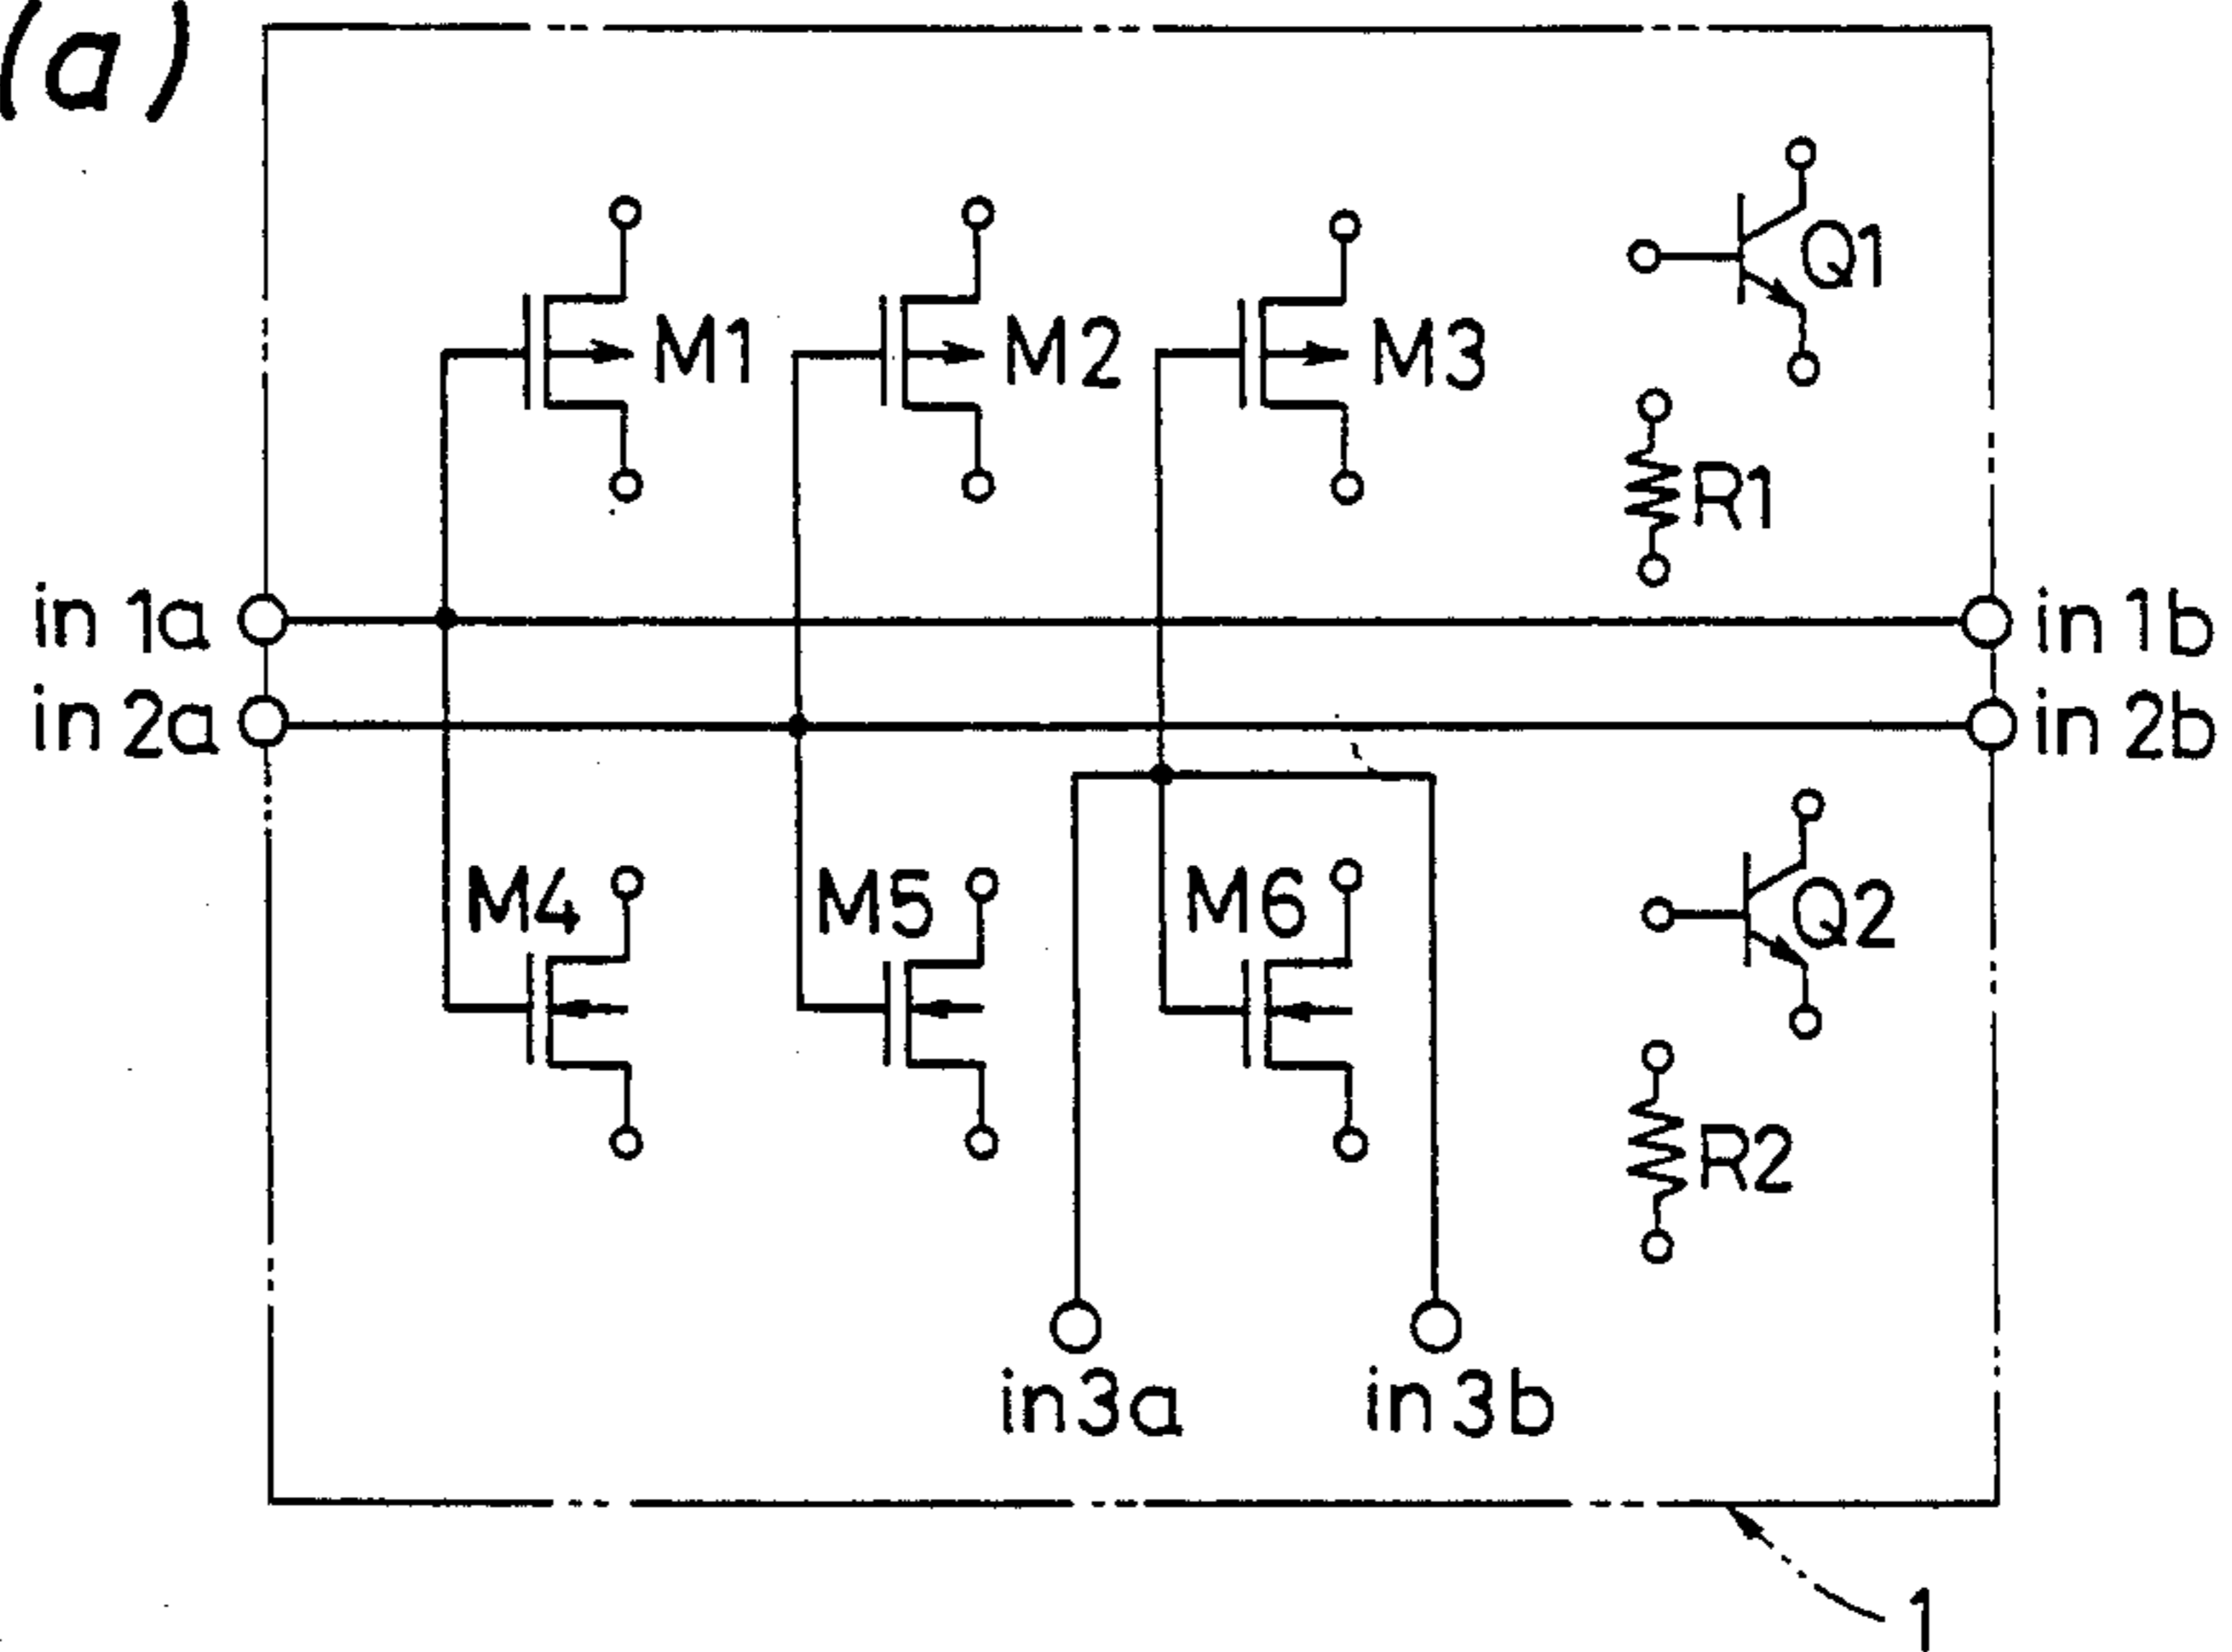 (a)
Q1
M1 M2 M3
R1
in 1a in 1b
in 2a in 2b
M4 M5 M6 Q2
R2
in3a in 3b
1